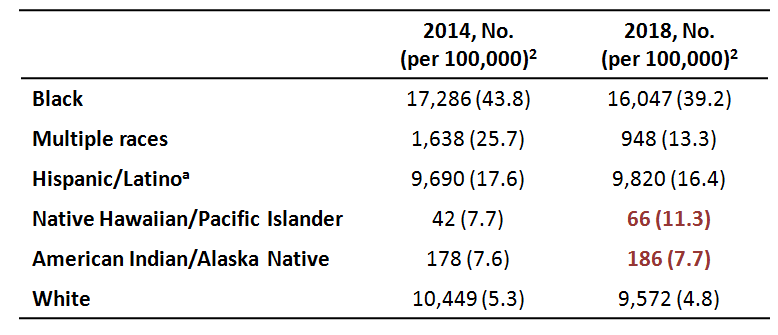 2014, No. 2018, No.
(per 100,000)² (per 100,000)²
Black 17,286 (43.8) 16,047 (39.2)
Multiple races 1,638 (25.7) 948 (13.3)
Hispanic/Latinoᵃ 9,690 (17.6) 9,820 (16.4)
Native Hawaiian/Pacific Islander 42 (7.7) 66 (11.3)
American Indian/Alaska Native 178 (7.6) 186 (7.7)
White 10,449 (5.3) 9,572 (4.8)